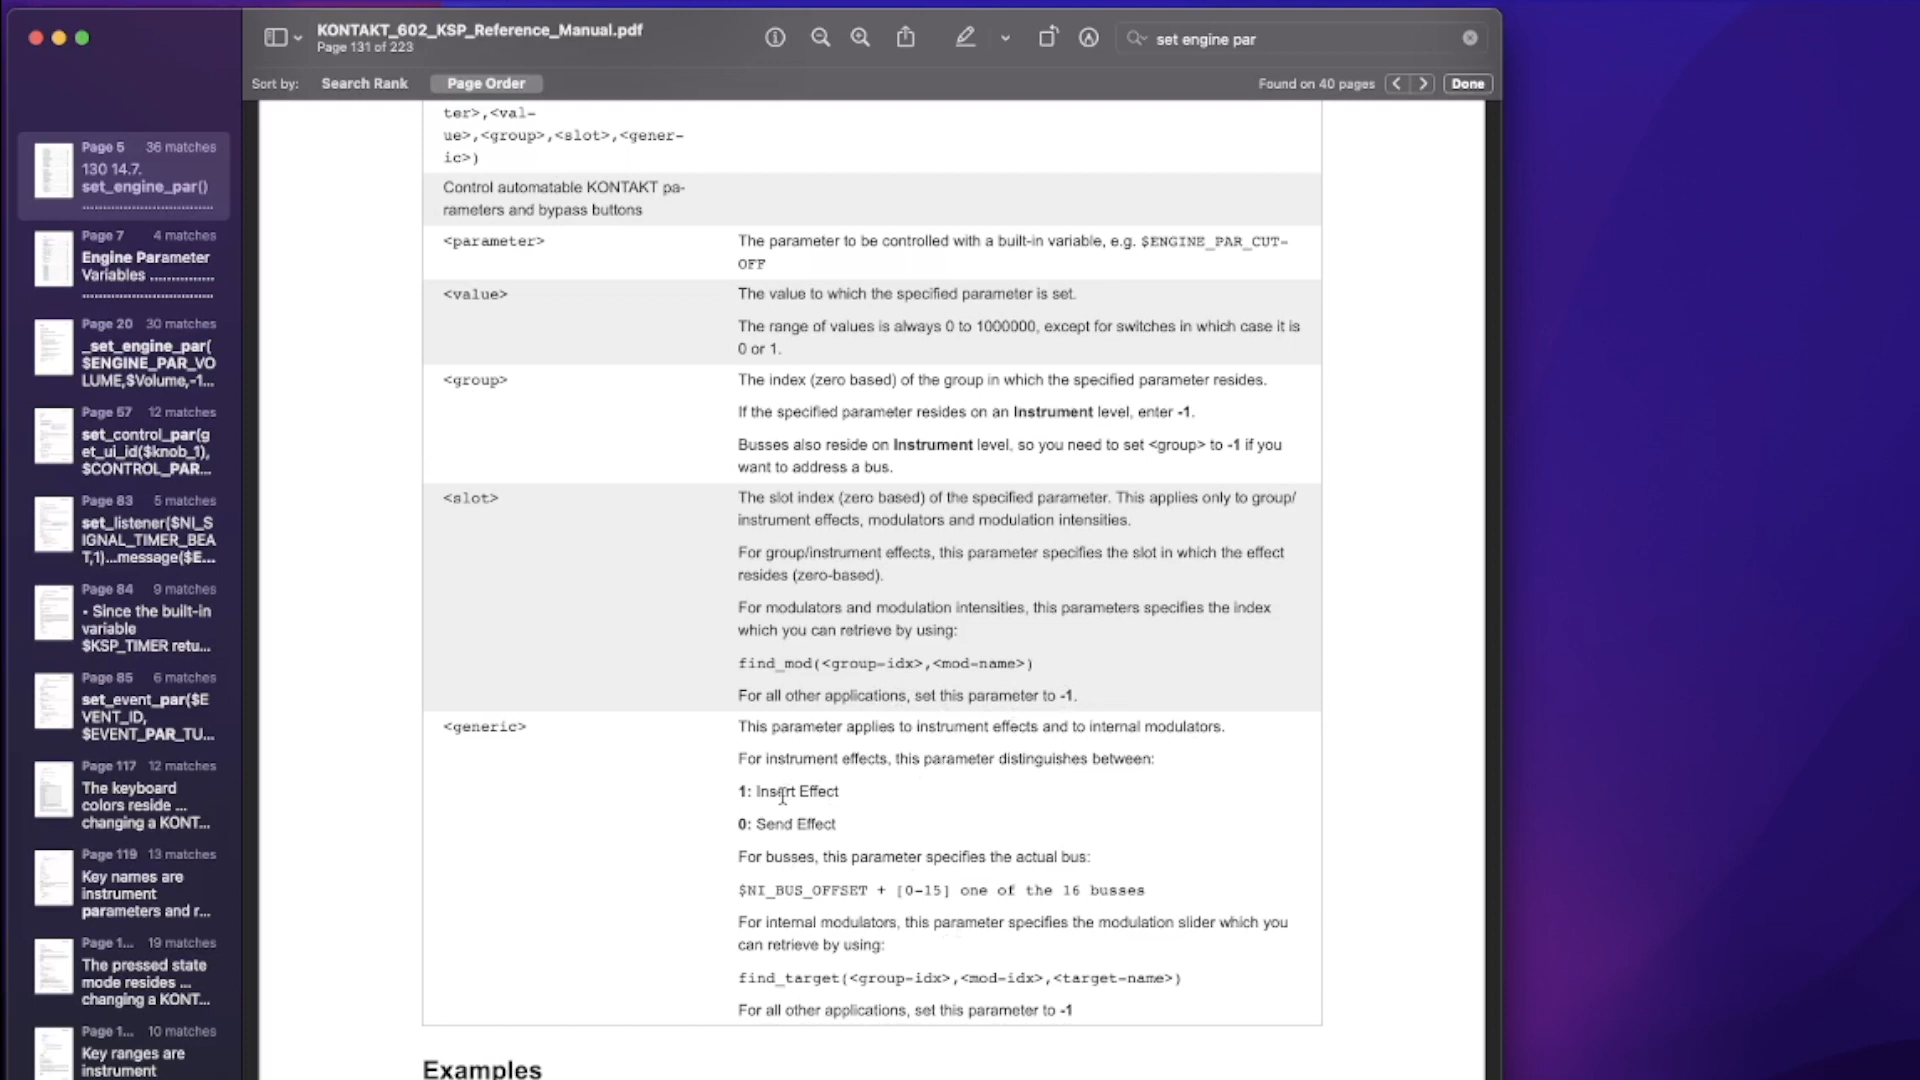 KONTAKT_602_KSP_Reference_Manual.pdf
Page 131 of 223
set engine par
Sort by:
Search Rank
Page Order
Found on 40 pages
Done
Page 5 36 matches
130 14.7.
set_engine_par()
Page 7 4 matches
Engine Parameter
Variables ................
Page 20 30 matches
_set_engine_par(
$ENGINE_PAR_VO
LUME,$Volume,-1...
Page 57 12 matches
set_control_par(g
et_ui_id($knob_1),
$CONTROL_PAR...
Page 83 5 matches
set_listener($NI_S
IGNAL_TIMER_BEA
T,1)...message($E...
Page 84 9 matches
• Since the built-in
variable
$KSP_TIMER retu...
Page 85 6 matches
set_event_par($E
VENT_ID,
$EVENT_PAR_TU...
Page 117 12 matches
The keyboard
colors reside ...
changing a KONT...
Page 119 13 matches
Key names are
instrument
parameters and r...
Page 1... 19 matches
The pressed state
mode resides ...
changing a KONT...
Page 1... 10 matches
Key ranges are
instrument
ter>,<val-
ue>,<group>,<slot>,<gener-
ic>)
Control automatable KONTAKT pa-
rameters and bypass buttons
<parameter>
The parameter to be controlled with a built-in variable, e.g. $ENGINE_PAR_CUT-
OFF
<value>
The value to which the specified parameter is set.
The range of values is always 0 to 1000000, except for switches in which case it is
0 or 1.
<group>
The index (zero based) of the group in which the specified parameter resides.
If the specified parameter resides on an Instrument level, enter -1.
Busses also reside on Instrument level, so you need to set <group> to -1 if you
want to address a bus.
<slot>
The slot index (zero based) of the specified parameter. This applies only to group/
instrument effects, modulators and modulation intensities.
For group/instrument effects, this parameter specifies the slot in which the effect
resides (zero-based).
For modulators and modulation intensities, this parameters specifies the index
which you can retrieve by using:
find_mod(<group-idx>,<mod-name>)
For all other applications, set this parameter to -1.
<generic>
This parameter applies to instrument effects and to internal modulators.
For instrument effects, this parameter distinguishes between:
1: Insert Effect
0: Send Effect
For busses, this parameter specifies the actual bus:
$NI_BUS_OFFSET + [0-15] one of the 16 busses
For internal modulators, this parameter specifies the modulation slider which you
can retrieve by using:
find_target(<group-idx>,<mod-idx>,<target-name>)
For all other applications, set this parameter to -1
Examples